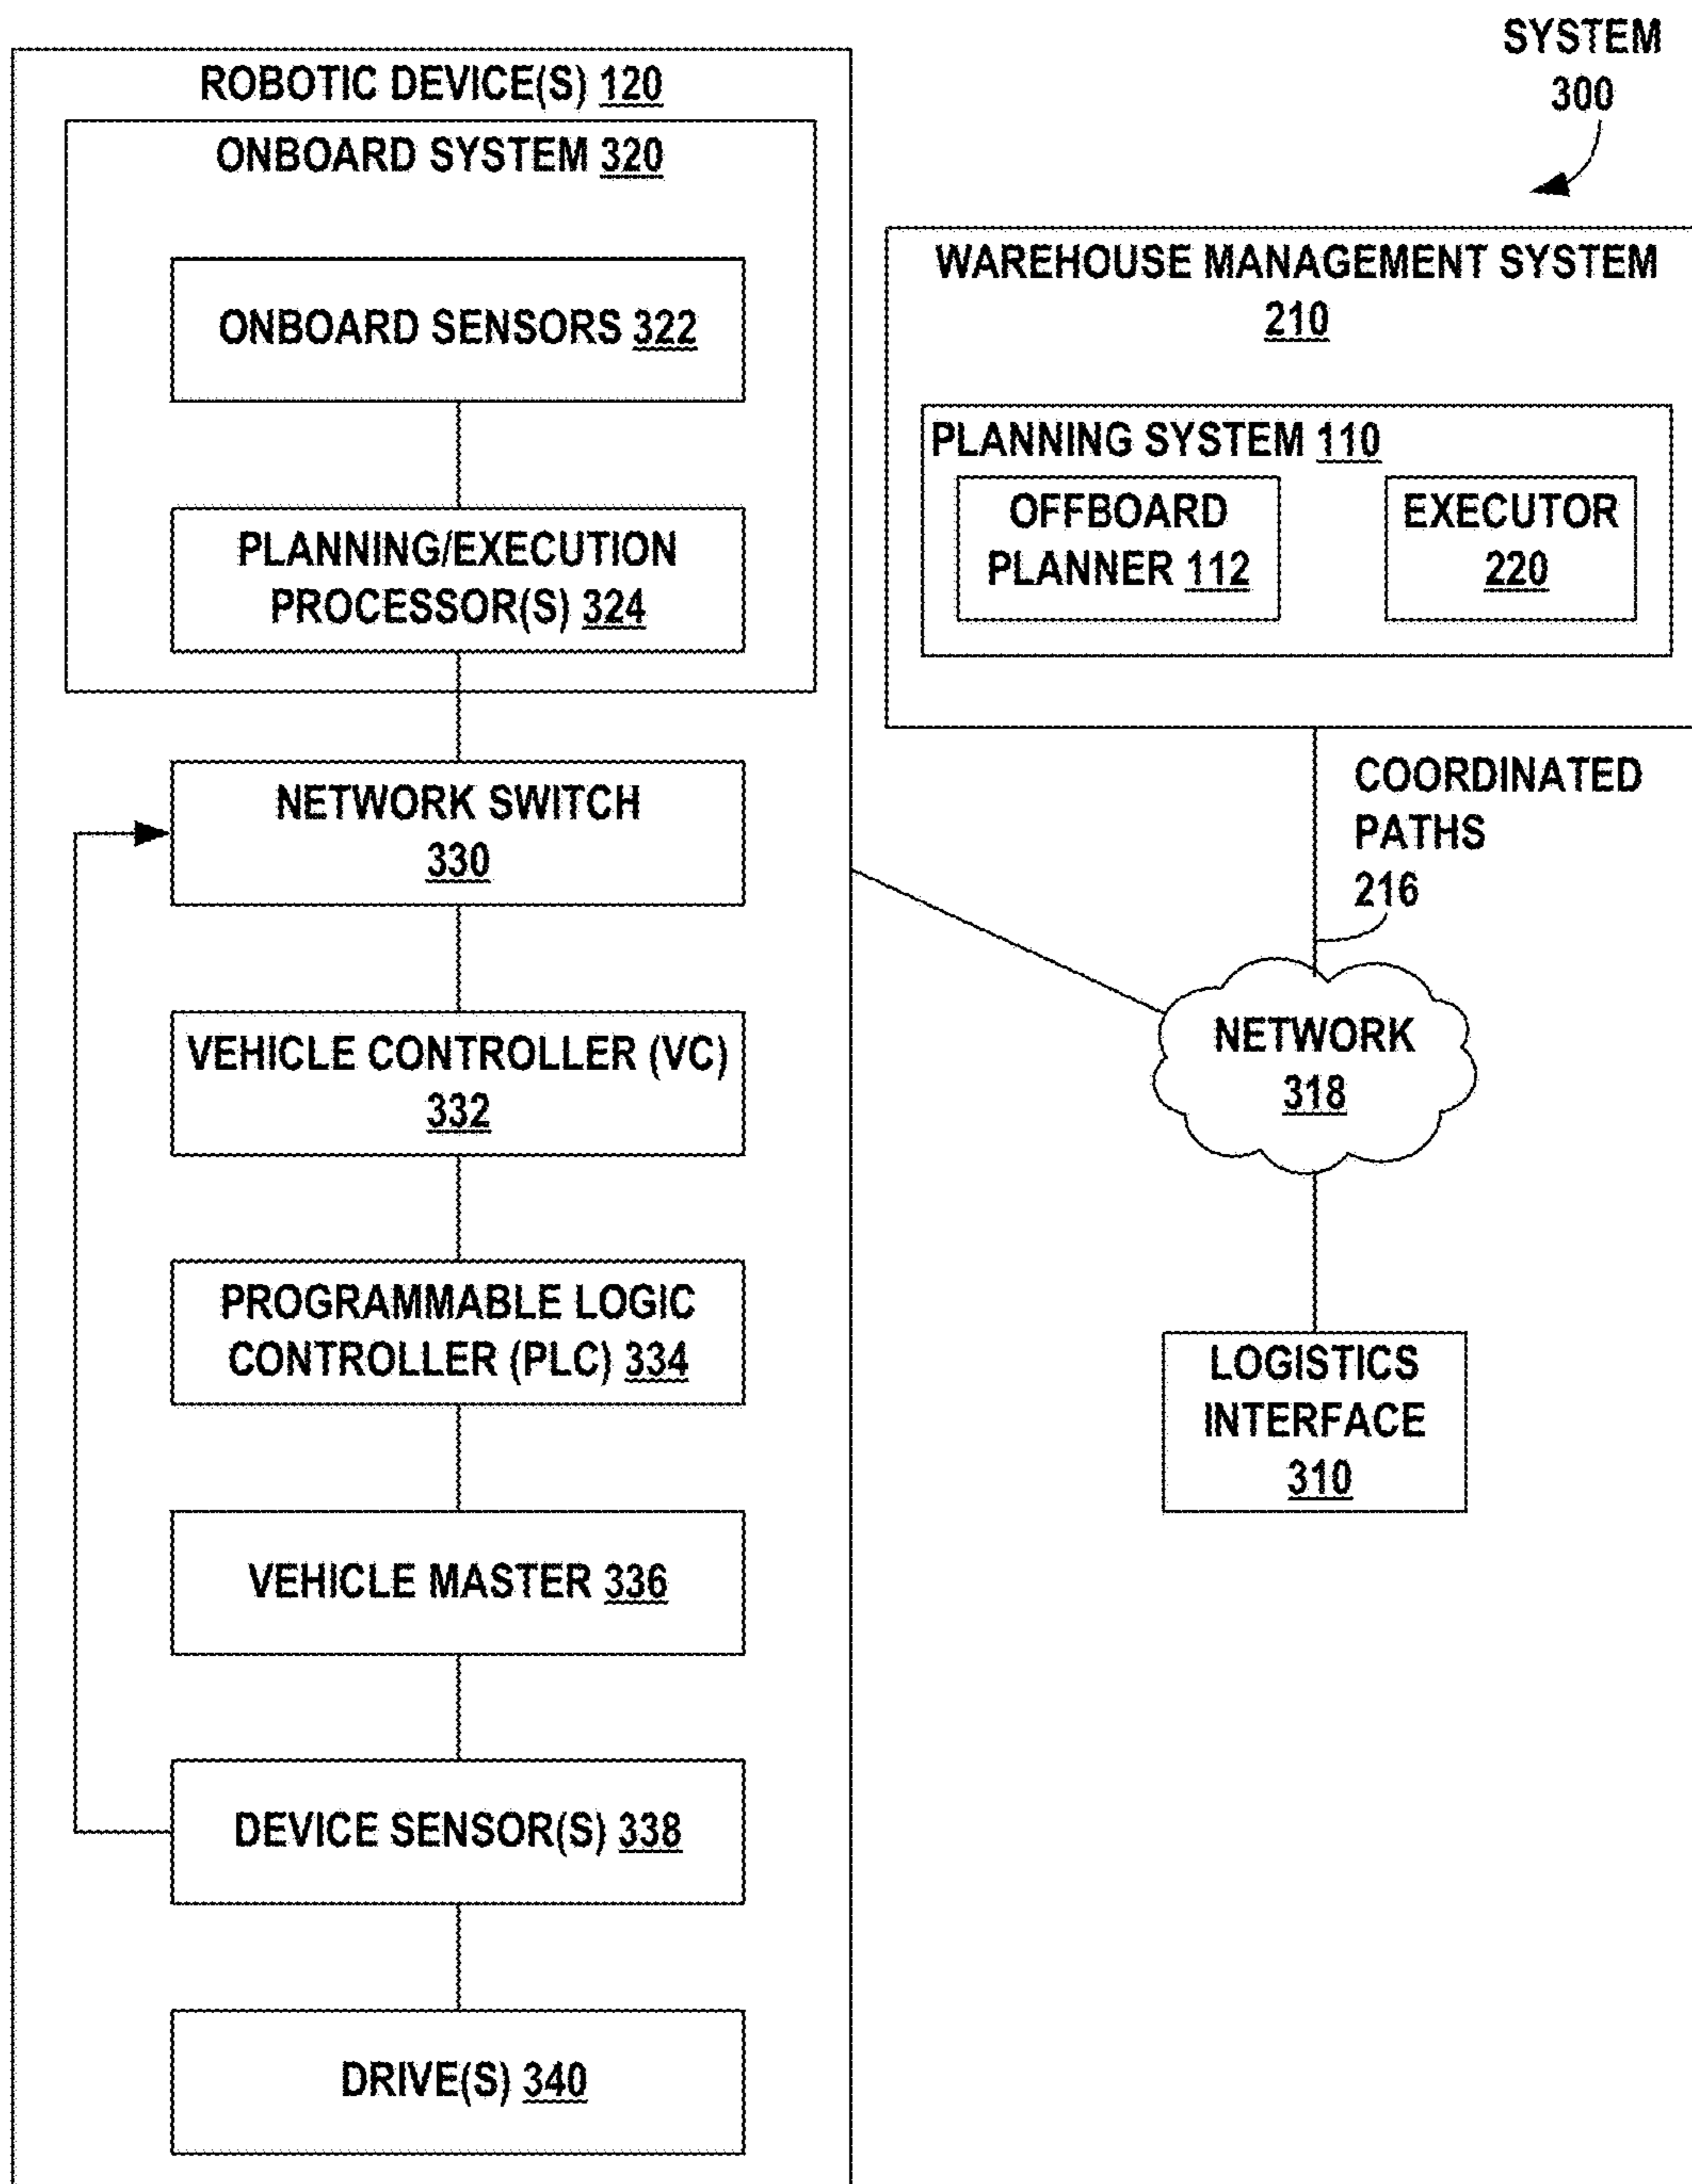 SYSTEM
300
ROBOTIC DEVICE(S) 120
ONBOARD SYSTEM 320
ONBOARD SENSORS 322
PLANNING/EXECUTION
PROCESSOR(S) 324
NETWORK SWITCH
330
VEHICLE CONTROLLER (VC)
332
PROGRAMMABLE LOGIC
CONTROLLER (PLC) 334
VEHICLE MASTER 336
DEVICE SENSOR(S) 338
DRIVE(S) 340
WAREHOUSE MANAGEMENT SYSTEM
210
PLANNING SYSTEM 110
OFFBOARD
PLANNER 112
EXECUTOR
220
COORDINATED
PATHS
216
NETWORK
318
LOGISTICS
INTERFACE
310